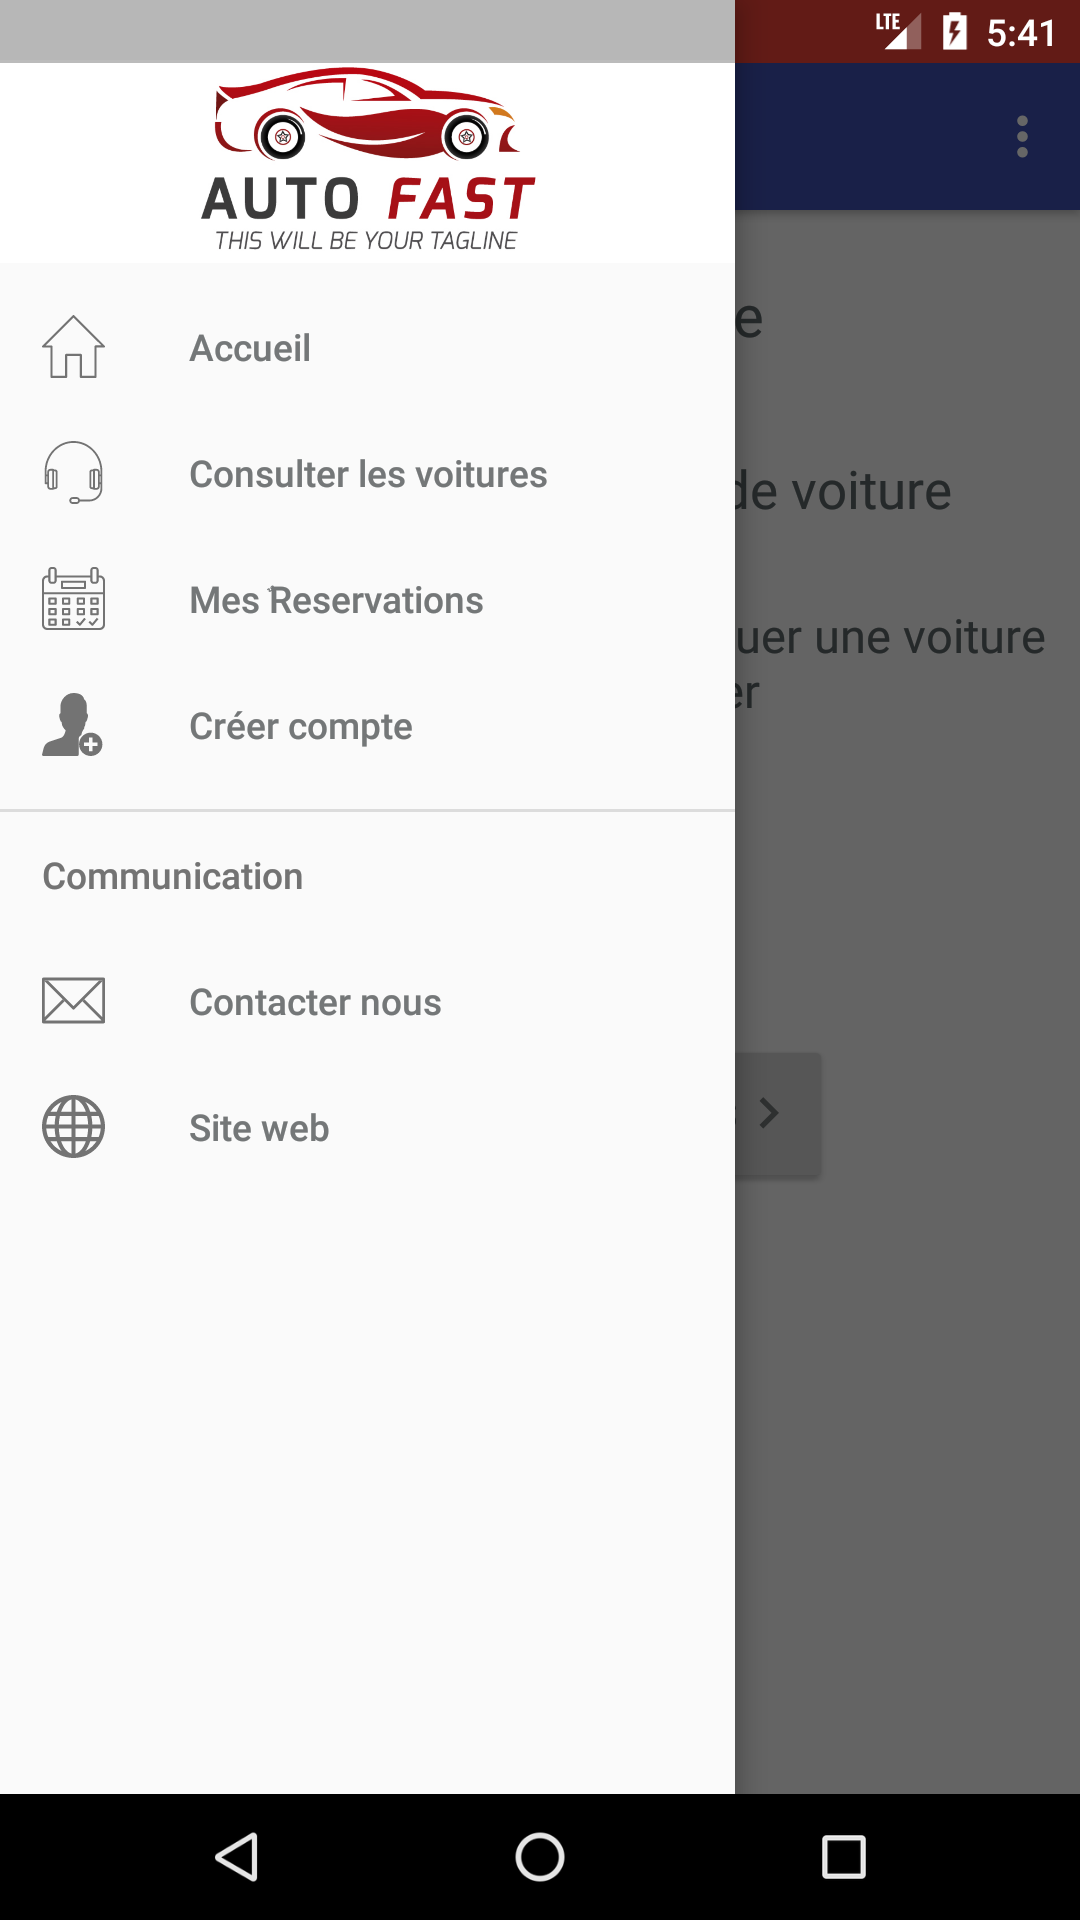 LTE 5:41
AUTO FAST
THIS WILL BE YOUR TAGLINE
Accueil
Consulter les voitures
Mes Reservations
Créer compte
Communication
Contacter nous
Site web
e
de voiture
uer une voiture
er